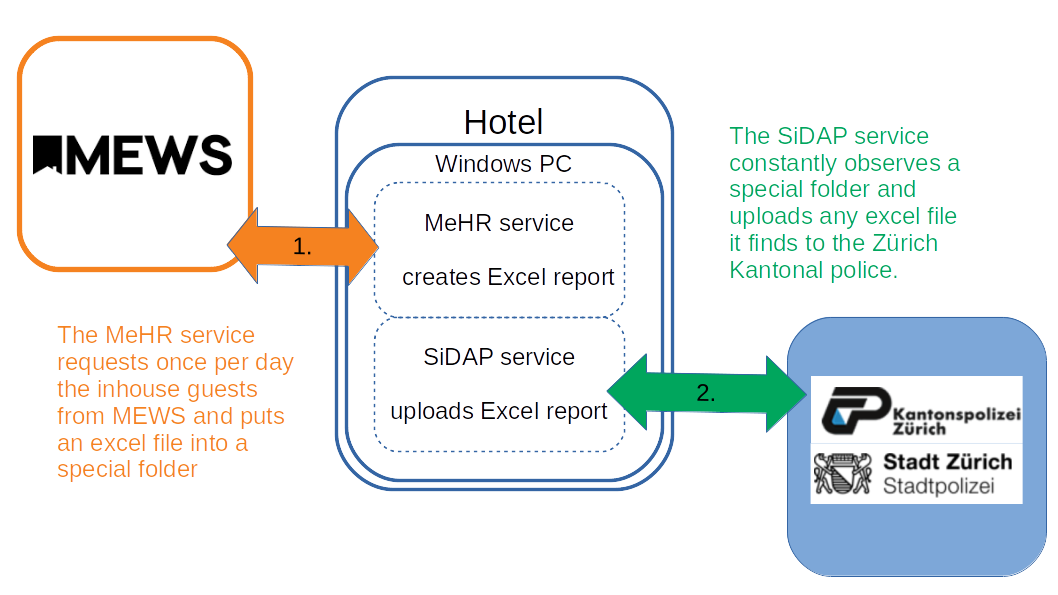 MEWS
1.
The MeHR service
requests once per day
the inhouse guests
from MEWS and puts
an excel file into a
special folder
Hotel
Windows PC
MeHR service
creates Excel report
SiDAP service
uploads Excel report
2.
The SiDAP service
constantly observes a
special folder and
uploads any excel file
it finds to the Zürich
Kantonal police.
Kantonspolizei
Zürich
Stadt Zürich
Stadtpolizei